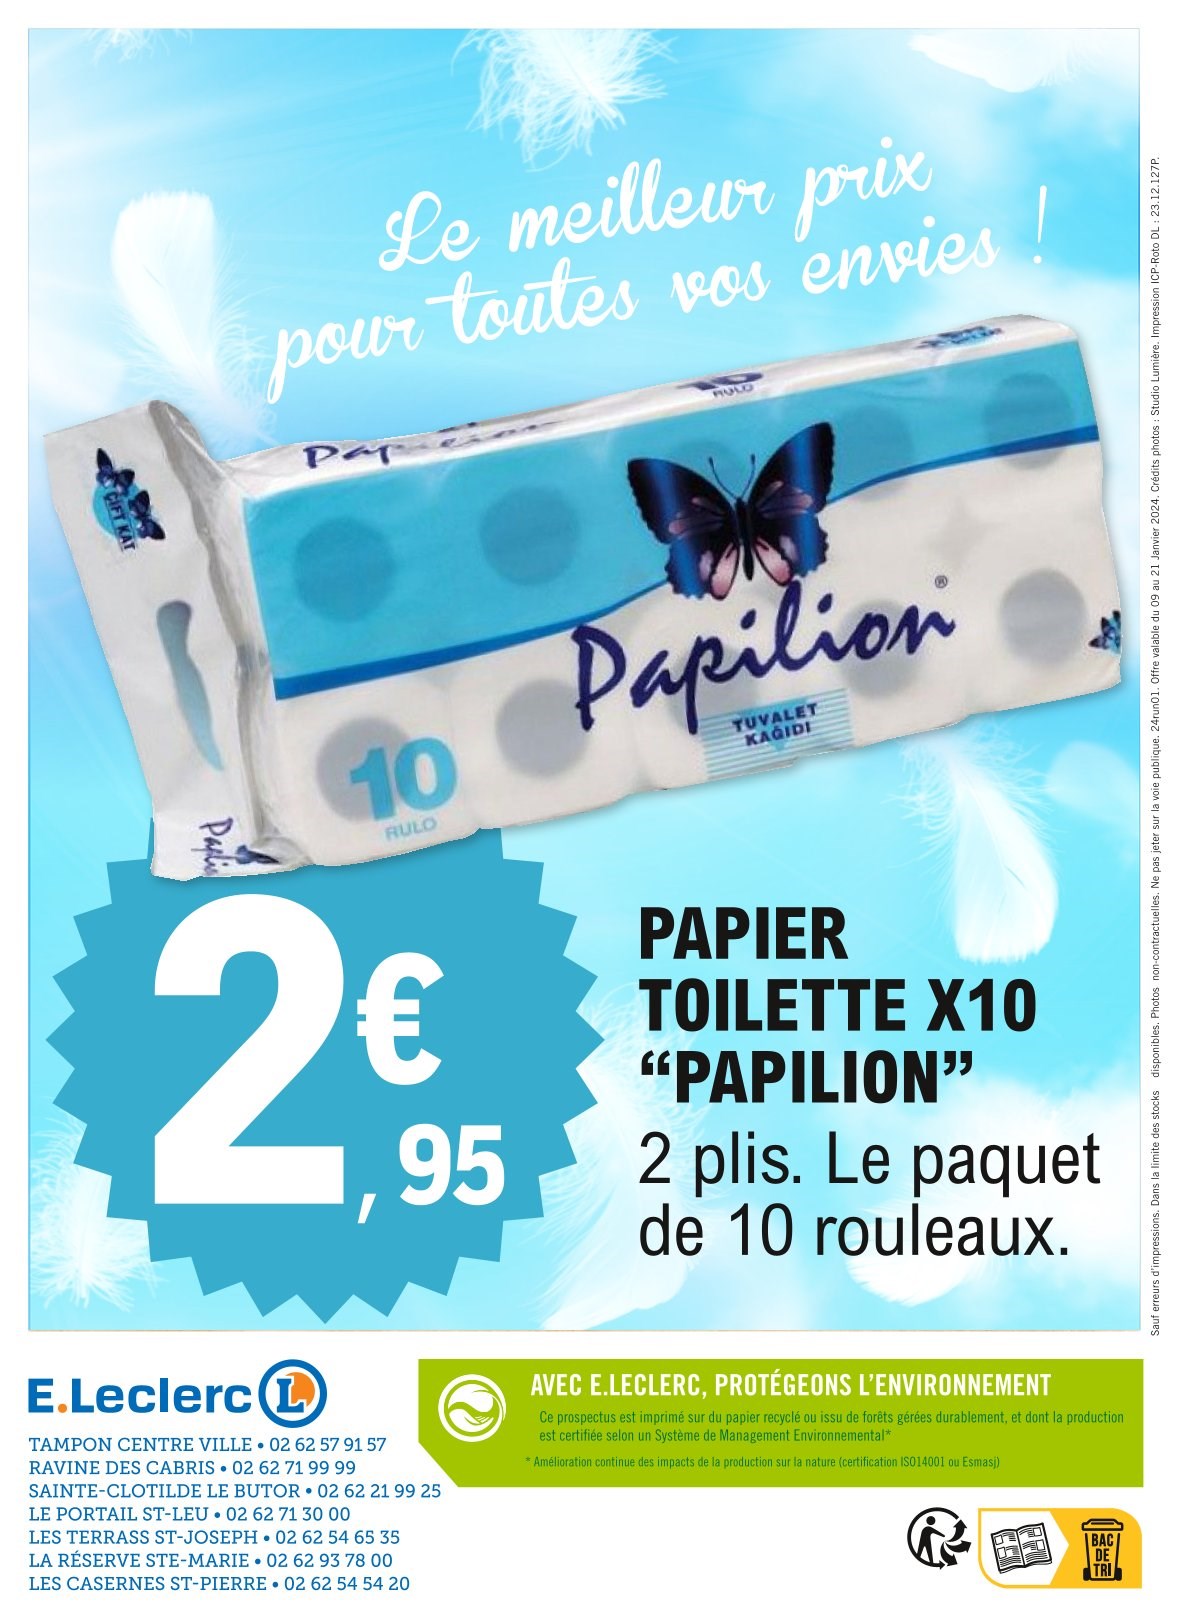 Le meilleur prix
pour toutes vos envies !
Papilion
10
RULO
ÇİFT KAT
Papilion®
TUVALET
KAĞIDI
10
RULO
2€,95
PAPIER
TOILETTE X10
“PAPILION”
2 plis. Le paquet
de 10 rouleaux.
Sauf erreurs d'impressions. Dans la limite des stocks disponibles. Photos non-contractuelles. Ne pas jeter sur la voie publique. 24run01. Offre valable du 09 au 21 Janvier 2024. Crédits photos : Studio Lumière. Impression ICP-Roto DL : 23.12.127P.
E.Leclerc L
TAMPON CENTRE VILLE • 02 62 57 91 57
RAVINE DES CABRIS • 02 62 71 99 99
SAINTE-CLOTILDE LE BUTOR • 02 62 21 99 25
LE PORTAIL ST-LEU • 02 62 71 30 00
LES TERRASS ST-JOSEPH • 02 62 54 65 35
LA RÉSERVE STE-MARIE • 02 62 93 78 00
LES CASERNES ST-PIERRE • 02 62 54 54 20
AVEC E.LECLERC, PROTÉGEONS L'ENVIRONNEMENT
Ce prospectus est imprimé sur du papier recyclé ou issu de forêts gérées durablement, et dont la production
est certifiée selon un Système de Management Environnemental*
* Amélioration continue des impacts de la production sur la nature (certification ISO14001 ou Esmasj)
BAC
DE
TRI